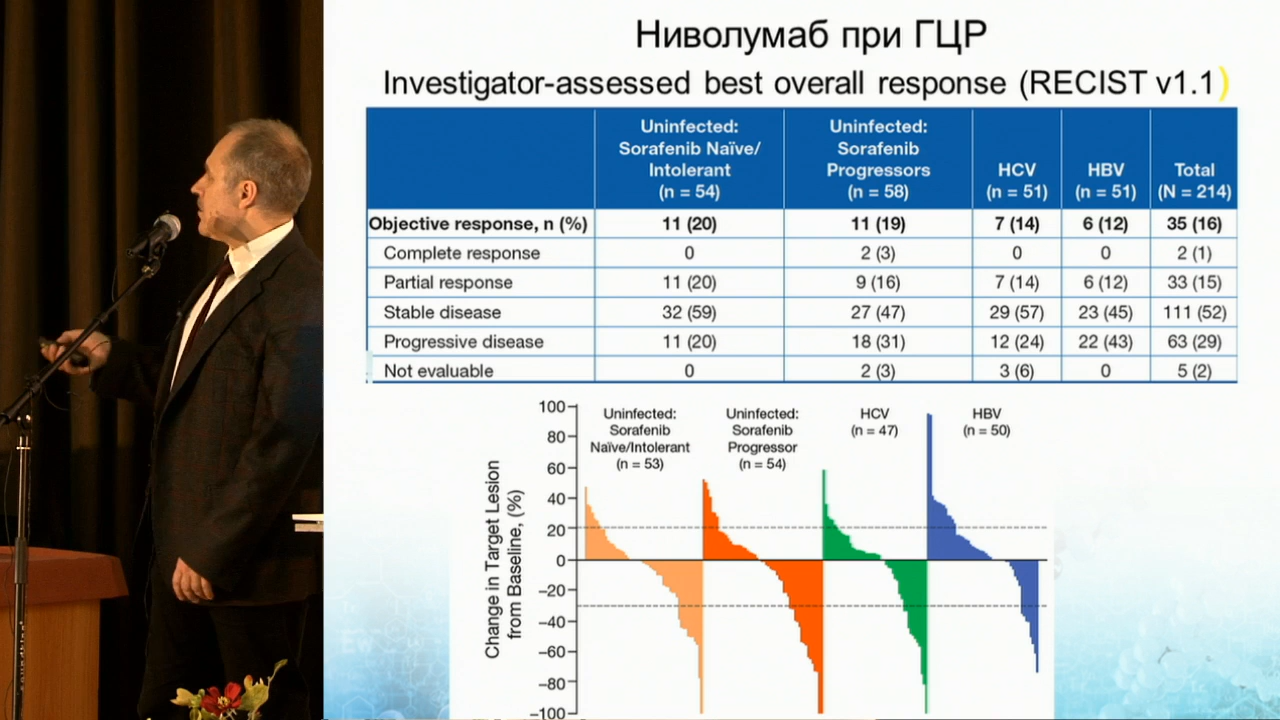 Ниволумаб при ГЦР
Investigator-assessed best overall response (RECIST v1.1)
Uninfected: Sorafenib Naïve/ Intolerant (n = 54) Uninfected: Sorafenib Progressors (n = 58) HCV (n = 51) HBV (n = 51) Total (N = 214)
Objective response, n (%) 11 (20) 11 (19) 7 (14) 6 (12) 35 (16)
Complete response 0 2 (3) 0 0 2 (1)
Partial response 11 (20) 9 (16) 7 (14) 6 (12) 33 (15)
Stable disease 32 (59) 27 (47) 29 (57) 23 (45) 111 (52)
Progressive disease 11 (20) 18 (31) 12 (24) 22 (43) 63 (29)
Not evaluable 0 2 (3) 3 (6) 0 5 (2)
Change in Target Lesion
from Baseline, (%)
100
80
60
40
20
0
–20
–40
–60
–80
–100
Uninfected:
Sorafenib
Naïve/Intolerant
(n = 53)
Uninfected:
Sorafenib
Progressor
(n = 54)
HCV
(n = 47)
HBV
(n = 50)